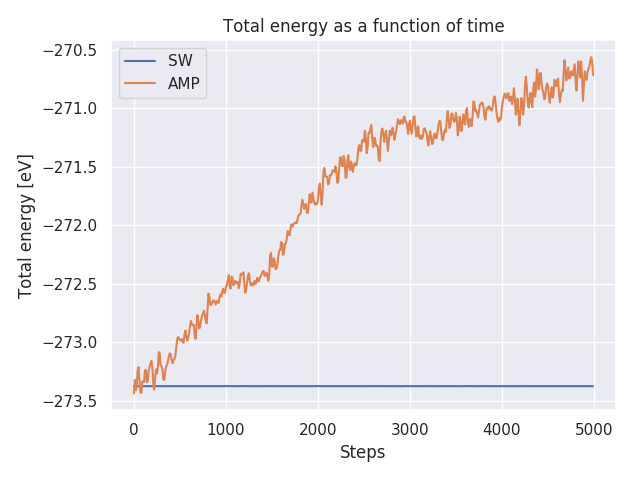 Total energy as a function of time
SW
AMP
Total energy [eV]
−270.5
−271.0
−271.5
−272.0
−272.5
−273.0
−273.5
0 1000 2000 3000 4000 5000
Steps